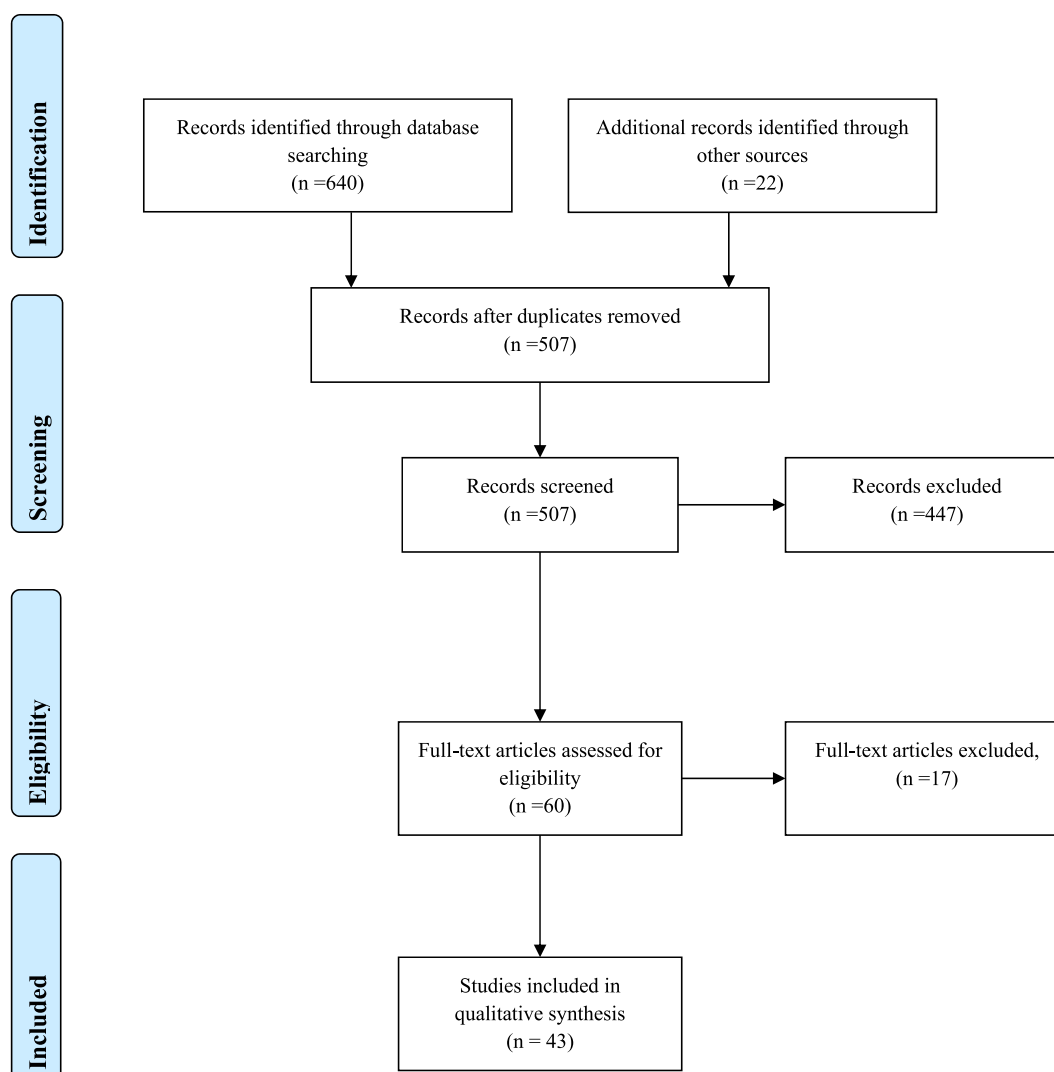 Identification
Records identified through database
searching
(n =640)
Additional records identified through
other sources
(n =22)
Records after duplicates removed
(n =507)
Screening
Records screened
(n =507)
Records excluded
(n =447)
Eligibility
Full-text articles assessed for
eligibility
(n =60)
Full-text articles excluded,
(n =17)
Included
Studies included in
qualitative synthesis
(n = 43)